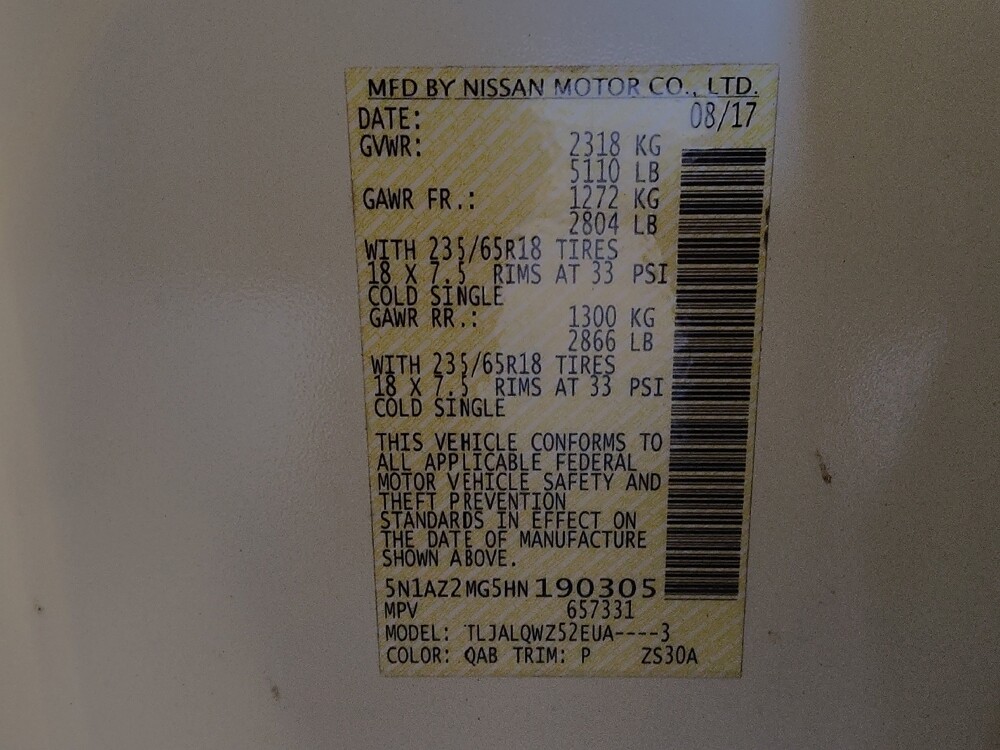 MFD BY NISSAN MOTOR CO., LTD.
DATE: 08/17
GVWR: 2318 KG
5110 LB
GAWR FR.: 1272 KG
2804 LB
WITH 235/65R18 TIRES
18 X 7.5 RIMS AT 33 PSI
COLD SINGLE
GAWR RR.: 1300 KG
2866 LB
WITH 235/65R18 TIRES
18 X 7.5 RIMS AT 33 PSI
COLD SINGLE
THIS VEHICLE CONFORMS TO
ALL APPLICABLE FEDERAL
MOTOR VEHICLE SAFETY AND
THEFT PREVENTION
STANDARDS IN EFFECT ON
THE DATE OF MANUFACTURE
SHOWN ABOVE.
5N1AZ2MG5HN190305
MPV 657331
MODEL: TLJALQWZ52EUA----3
COLOR: QAB TRIM: P ZS30A